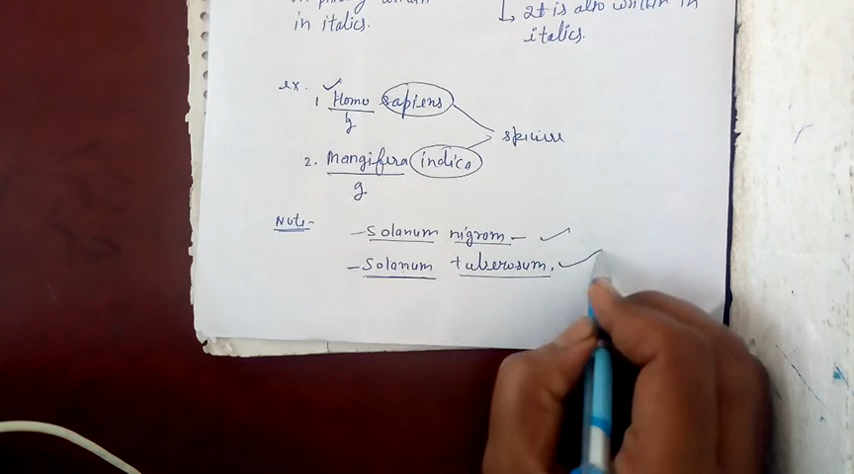 in italics.
↳ It is also written in
italics.
ex.
1 Homo sapiens
g
species
2. Mangifera indica
g
Note-
- Solanum nigrom - ✓
- Solanum tuberosum. ✓